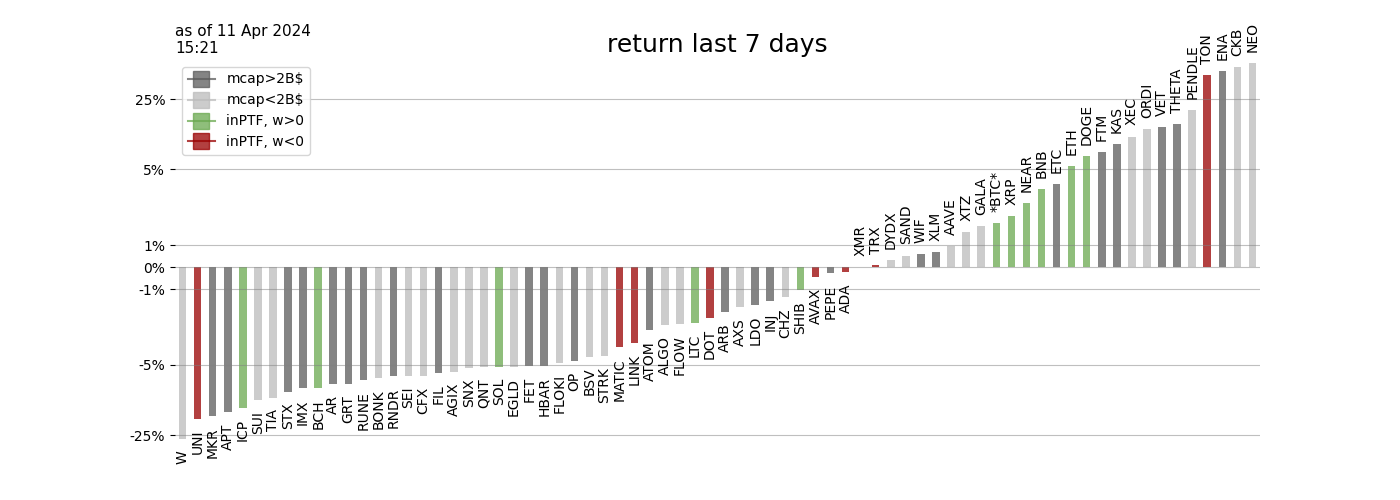 as of 11 Apr 2024
15:21
return last 7 days
mcap>2B$
mcap<2B$
inPTF, w>0
inPTF, w<0
25%
5%
1%
0%
-1%
-5%
-25%
W
UNI
MKR
APT
ICP
SUI
TIA
STX
IMX
BCH
AR
GRT
RUNE
BONK
RNDR
SEI
CFX
FIL
AGIX
SNX
QNT
SOL
EGLD
FET
HBAR
FLOKI
OP
BSV
STRK
MATIC
LINK
ATOM
ALGO
FLOW
LTC
DOT
ARB
AXS
LDO
INJ
CHZ
SHIB
AVAX
PEPE
ADA
XMR
TRX
DYDX
SAND
WIF
XLM
AAVE
XTZ
GALA
*BTC*
XRP
NEAR
BNB
ETC
ETH
DOGE
FTM
KAS
XEC
ORDI
VET
THETA
PENDLE
TON
ENA
CKB
NEO